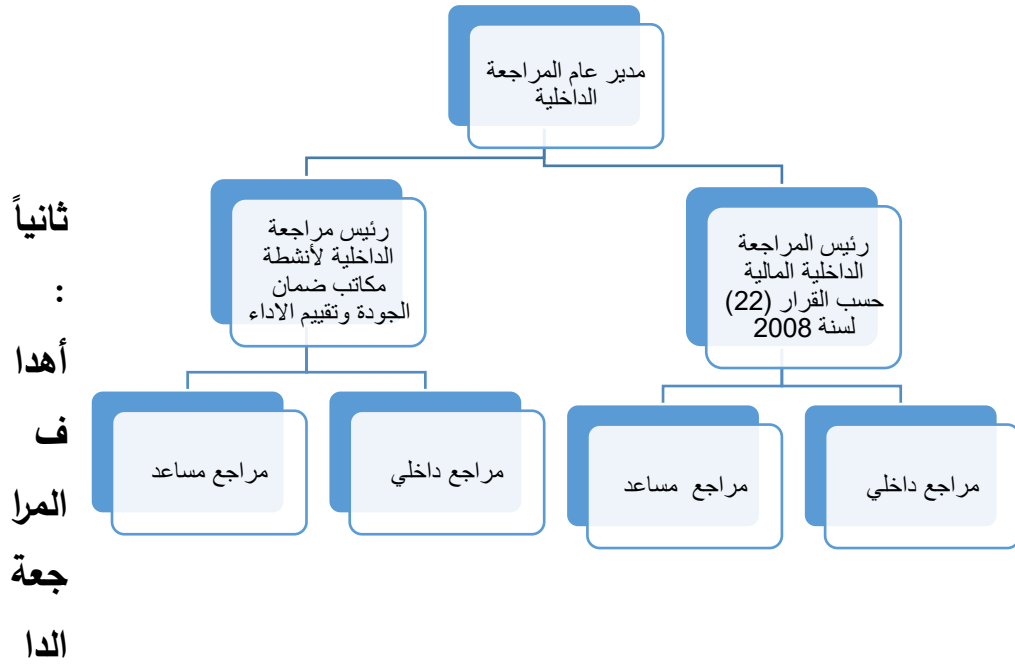 مدير عام المراجعة
الداخلية
رئيس المراجعة
الداخلية المالية
حسب القرار (22)
لسنة 2008
رئيس مراجعة
الداخلية لأنشطة
مكاتب ضمان
الجودة وتقييم الاداء
مراجع داخلي
مراجع مساعد
مراجع داخلي
مراجع مساعد
ثانياً
:
أهدا
ف
المرا
جعة
الدا